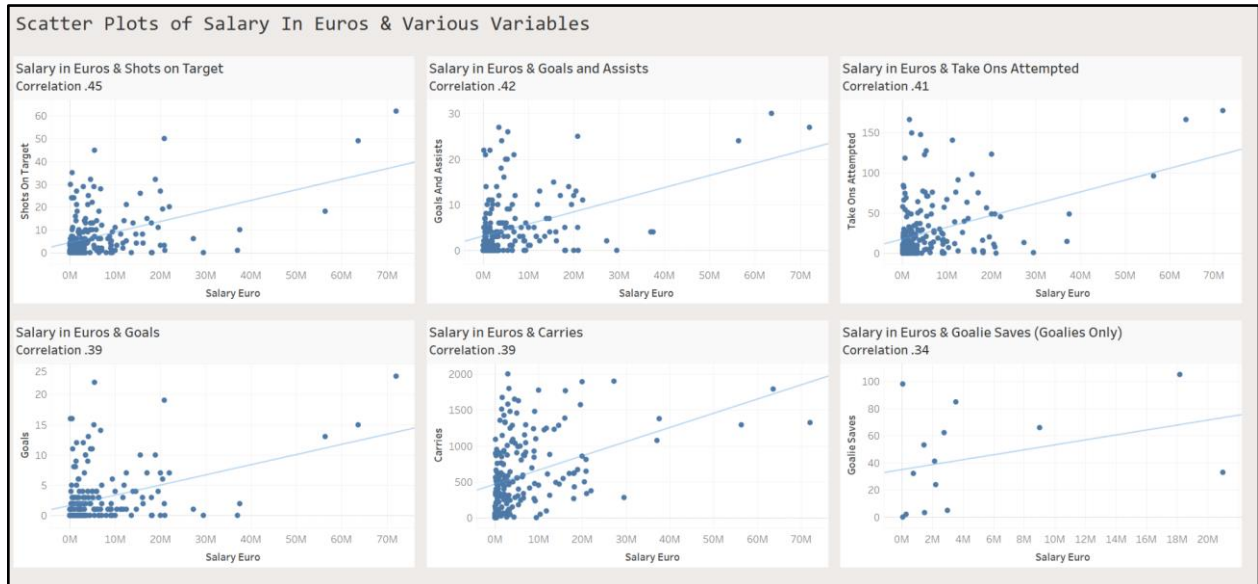 Scatter Plots of Salary In Euros & Various Variables
Salary in Euros & Shots on Target
Correlation .45
60
50
40
30
20
10
0
Shots On Target
0M 10M 20M 30M 40M 50M 60M 70M
Salary Euro
Salary in Euros & Goals and Assists
Correlation .42
30
20
10
0
Goals And Assists
0M 10M 20M 30M 40M 50M 60M 70M
Salary Euro
Salary in Euros & Take Ons Attempted
Correlation .41
150
100
50
0
Take Ons Attempted
0M 10M 20M 30M 40M 50M 60M 70M
Salary Euro
Salary in Euros & Goals
Correlation .39
25
20
15
10
5
0
Goals
0M 10M 20M 30M 40M 50M 60M 70M
Salary Euro
Salary in Euros & Carries
Correlation .39
2000
1500
1000
500
0
Carries
0M 10M 20M 30M 40M 50M 60M 70M
Salary Euro
Salary in Euros & Goalie Saves (Goalies Only)
Correlation .34
100
80
60
40
20
0
Goalie Saves
0M 2M 4M 6M 8M 10M 12M 14M 16M 18M 20M
Salary Euro